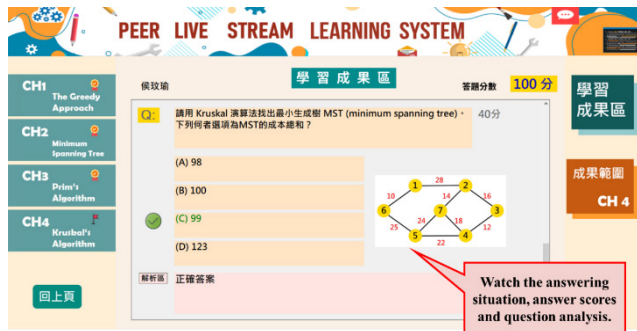 PEER LIVE STREAM LEARNING SYSTEM
學習成果區
侯玟瑜
答題分數 100 分
CH1
The Greedy
Approach
CH2
Minimum
Spanning Tree
CH3
Prim's
Algorithm
CH4
Kruskal's
Algorithm
回上頁
Q:
請用 Kruskal 演算法找出最小生成樹 MST (minimum spanning tree)。
下列何者選項為MST的成本總和？
40分
(A) 98
(B) 100
(C) 99
(D) 123
1
28
2
10
14
16
6
7
3
25
24
18
12
5
4
22
解析區
正確答案
學習
成果區
成果範圍
CH 4
Watch the answering
situation, answer scores
and question analysis.